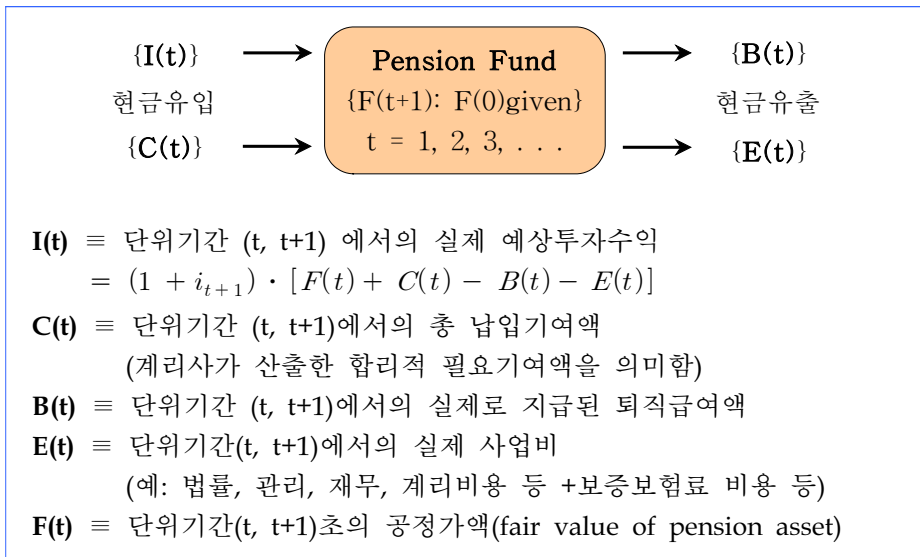 {I(t)}
현금유입
{C(t)}
Pension Fund
{F(t+1): F(0)given}
t = 1, 2, 3, . . .
{B(t)}
현금유출
{E(t)}
I(t) ≡ 단위기간 (t, t+1) 에서의 실제 예상투자수익
= (1 + i_{t+1}) · [F(t) + C(t) − B(t) − E(t)]
C(t) ≡ 단위기간 (t, t+1)에서의 총 납입기여액
(계리사가 산출한 합리적 필요기여액을 의미함)
B(t) ≡ 단위기간 (t, t+1)에서의 실제로 지급된 퇴직급여액
E(t) ≡ 단위기간(t, t+1)에서의 실제 사업비
(예: 법률, 관리, 재무, 계리비용 등 +보증보험료 비용 등)
F(t) ≡ 단위기간(t, t+1)초의 공정가액(fair value of pension asset)